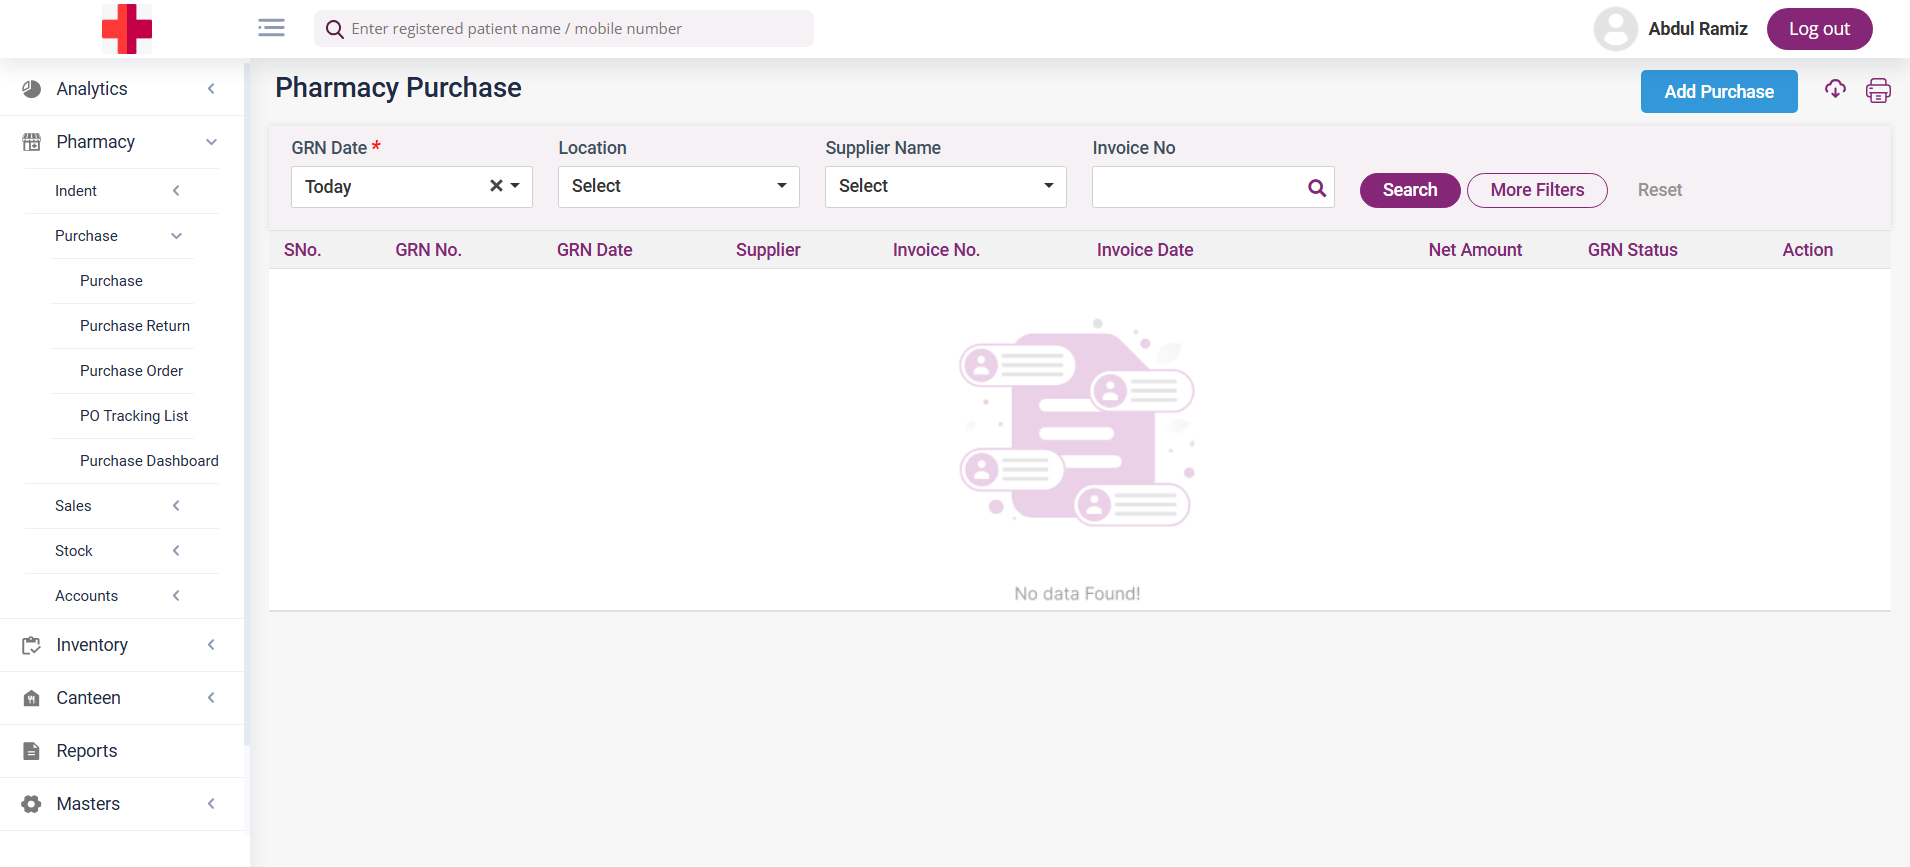 Enter registered patient name / mobile number
Abdul Ramiz
Log out
Analytics
Pharmacy
Indent
Purchase
Purchase
Purchase Return
Purchase Order
PO Tracking List
Purchase Dashboard
Sales
Stock
Accounts
Inventory
Canteen
Reports
Masters
Pharmacy Purchase
Add Purchase
GRN Date * Location Supplier Name Invoice No
Today Select Select Search More Filters Reset
SNo. GRN No. GRN Date Supplier Invoice No. Invoice Date Net Amount GRN Status Action
No data Found!